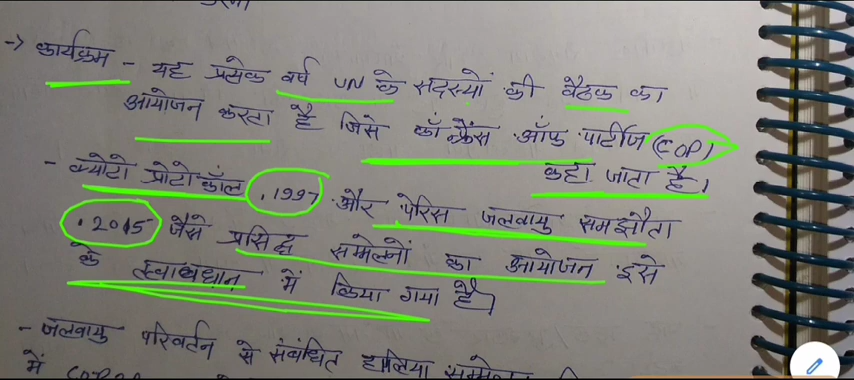 → कार्यक्रम - यह प्रत्येक वर्ष UN के सदस्यों की बैठक का
आयोजन करता है जिसे कॉन्फ्रेंस ऑफ पार्टीज (COP)
कहा जाता है।
- क्योटो प्रोटोकॉल .1997 और पेरिस जलवायु समझौता
.2015 जैसे प्रसिद्ध सम्मेलनों का आयोजन इसे
के त्वावधान में किया गया है।
- जलवायु परिवर्तन से संबंधित हालिया
में